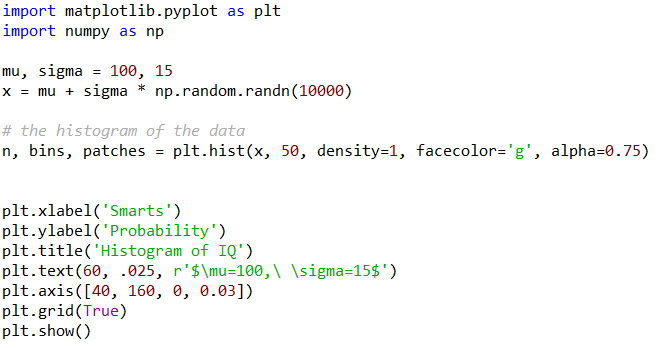 import matplotlib.pyplot as plt
import numpy as np

mu, sigma = 100, 15
x = mu + sigma * np.random.randn(10000)

# the histogram of the data
n, bins, patches = plt.hist(x, 50, density=1, facecolor='g', alpha=0.75)


plt.xlabel('Smarts')
plt.ylabel('Probability')
plt.title('Histogram of IQ')
plt.text(60, .025, r'$\mu=100,\ \sigma=15$')
plt.axis([40, 160, 0, 0.03])
plt.grid(True)
plt.show()